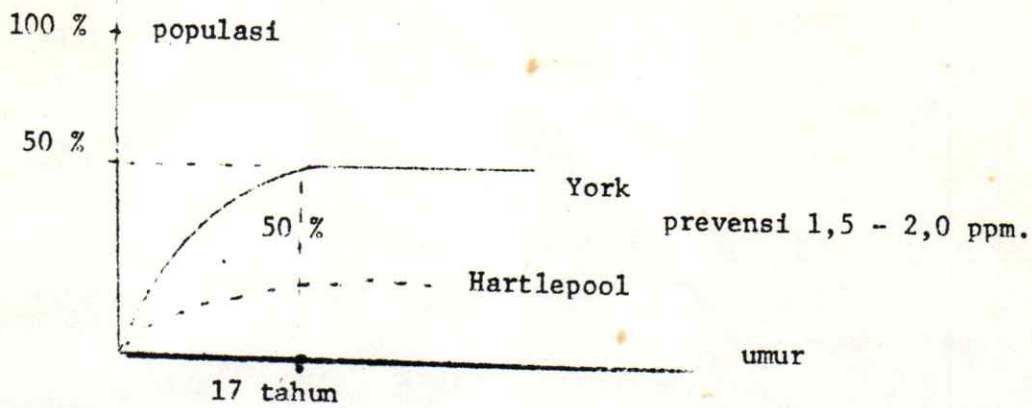 100 % populasi
50 %
York
50 % prevensi 1,5 - 2,0 ppm.
Hartlepool
umur
17 tahun